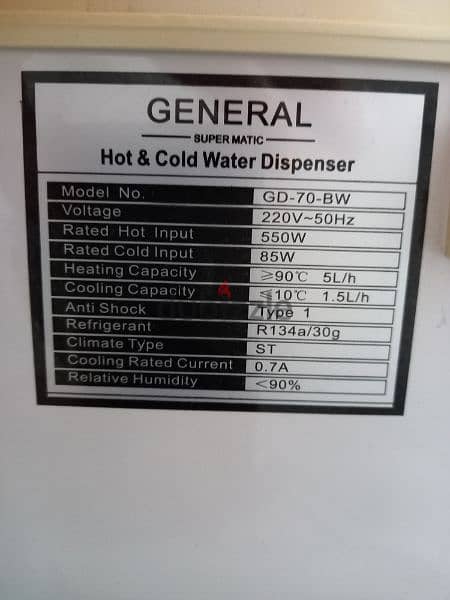 GENERAL
SUPER MATIC
Hot & Cold Water Dispenser
Model No. GD-70-BW
Voltage 220V~50Hz
Rated Hot Input 550W
Rated Cold Input 85W
Heating Capacity ≥90℃ 5L/h
Cooling Capacity ≤10℃ 1.5L/h
Anti Shock Type 1
Refrigerant R134a/30g
Climate Type ST
Cooling Rated Current 0.7A
Relative Humidity <90%